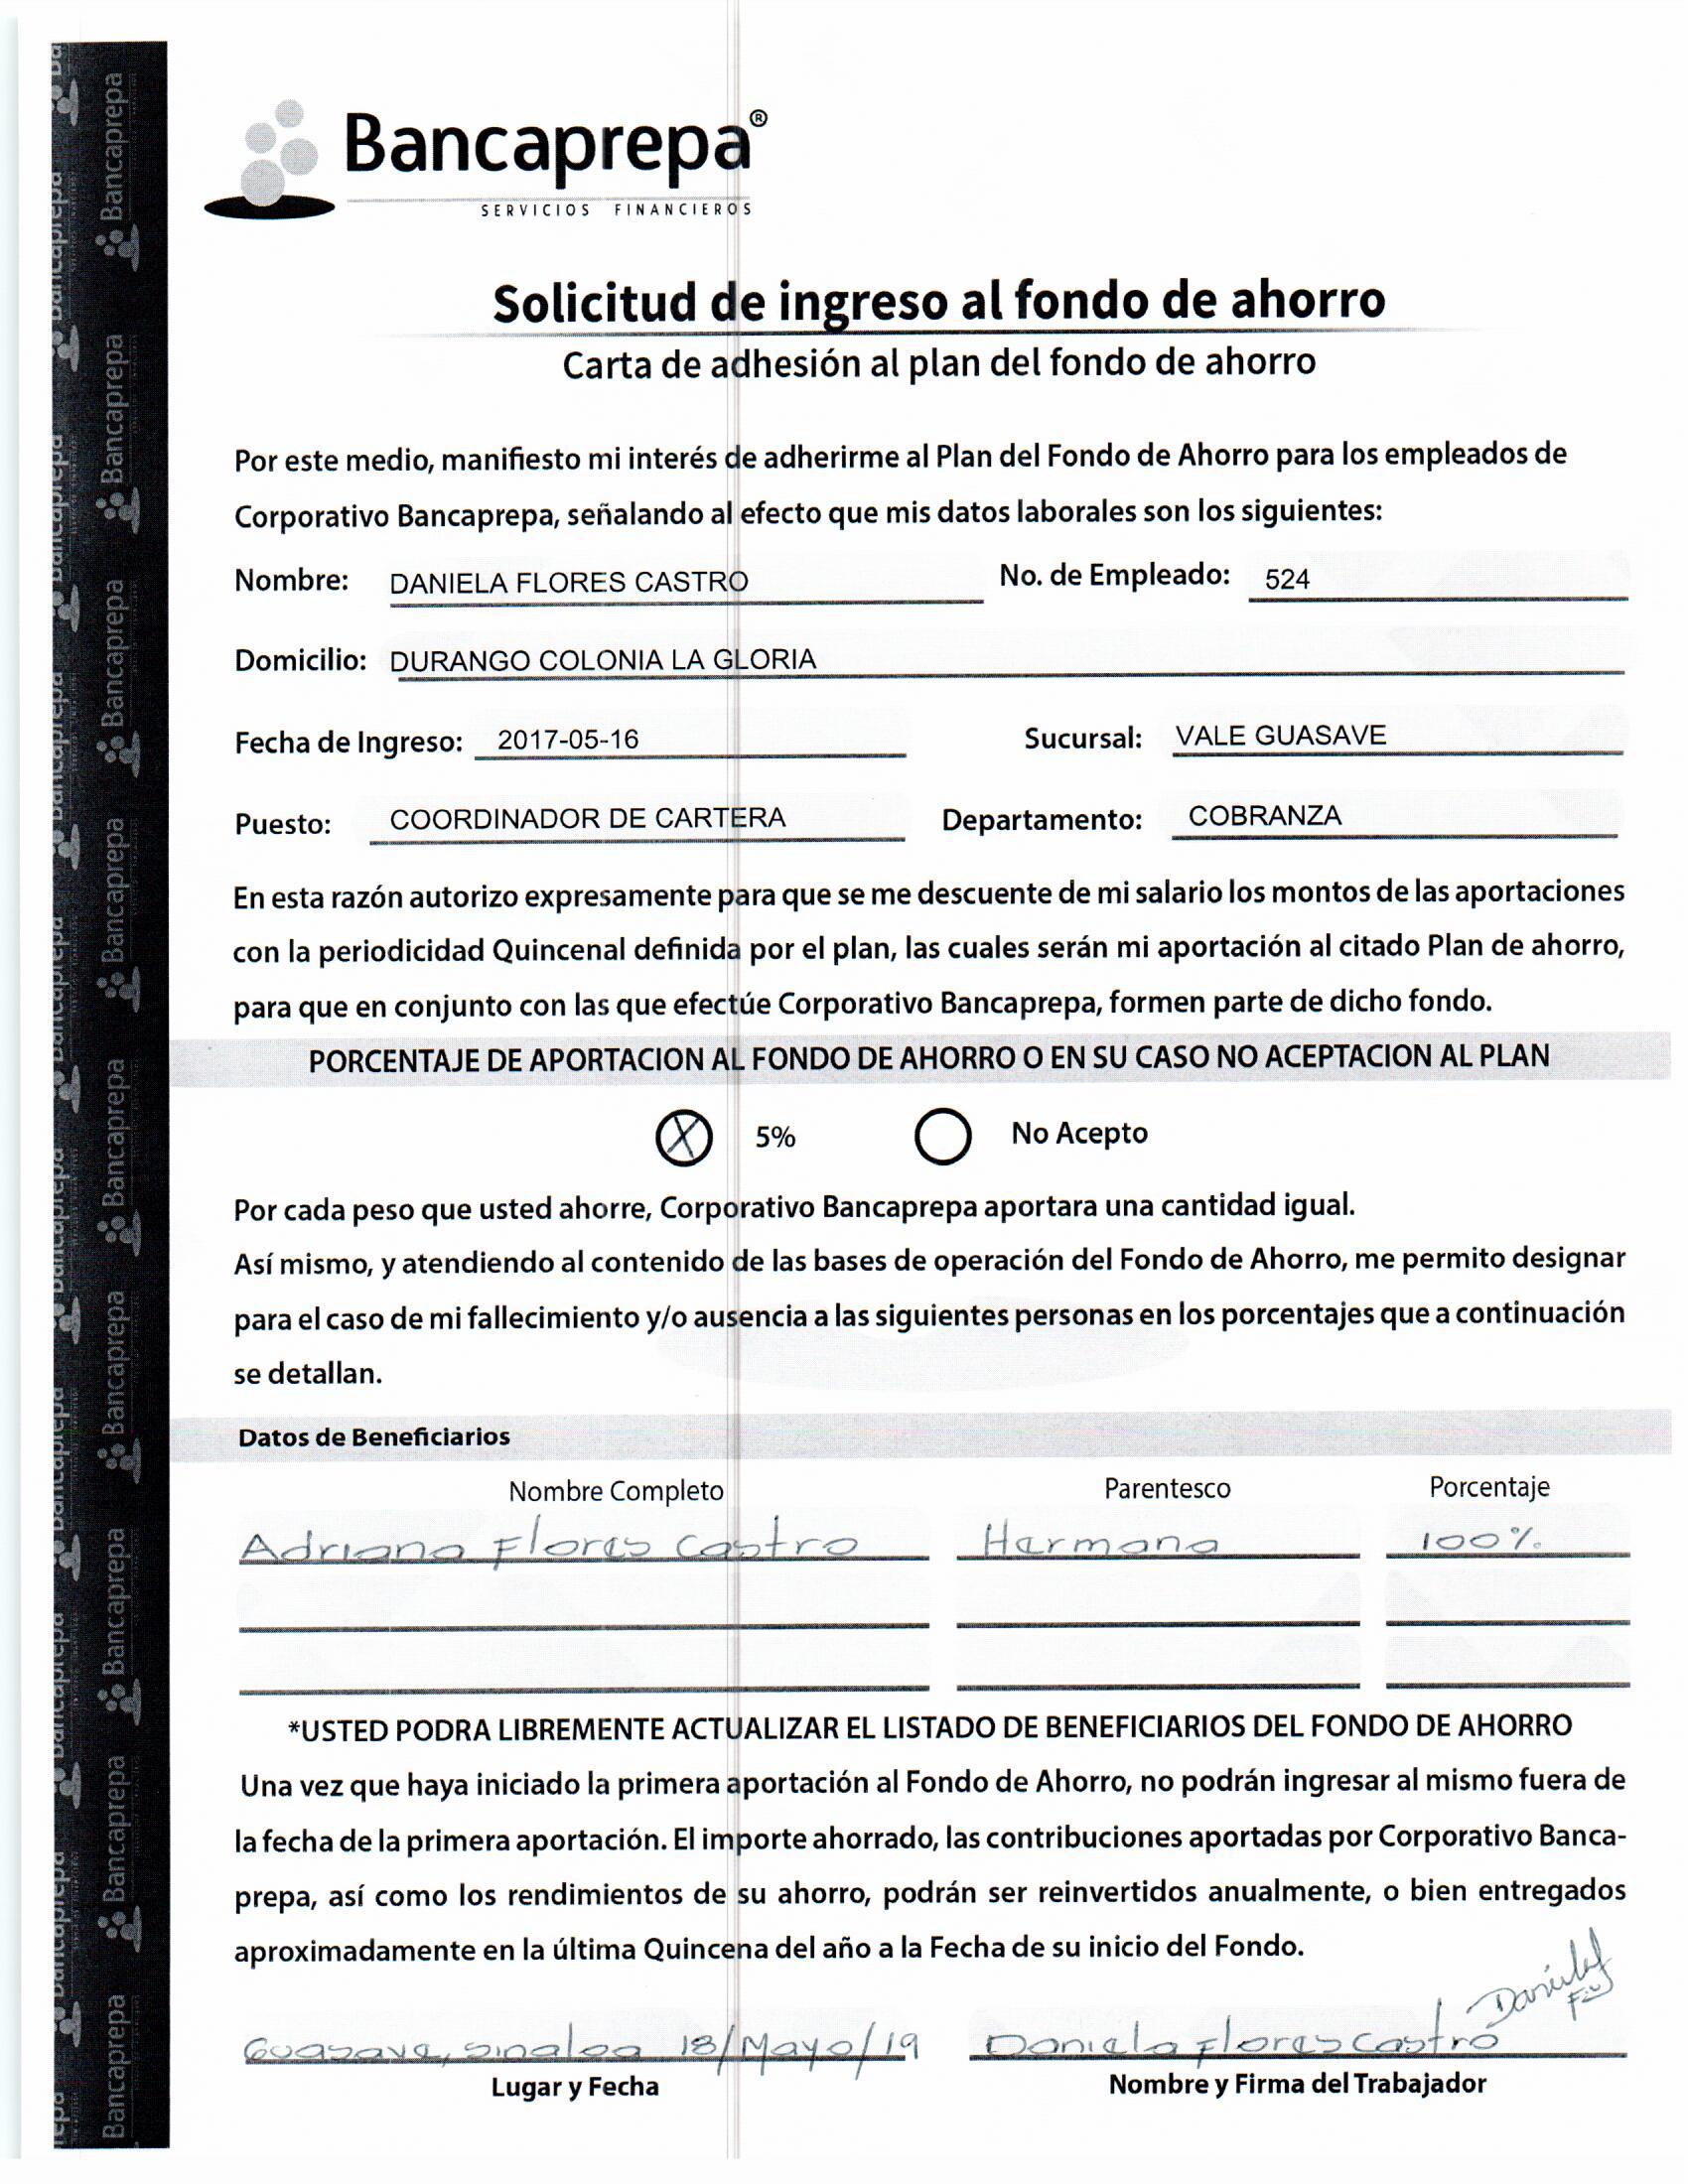 Bancaprepa®
SERVICIOS FINANCIEROS
Solicitud de ingreso al fondo de ahorro
Carta de adhesión al plan del fondo de ahorro
Por este medio, manifiesto mi interés de adherirme al Plan del Fondo de Ahorro para los empleados de
Corporativo Bancaprepa, señalando al efecto que mis datos laborales son los siguientes:
Nombre: DANIELA FLORES CASTRO No. de Empleado: 524
Domicilio: DURANGO COLONIA LA GLORIA
Fecha de Ingreso: 2017-05-16 Sucursal: VALE GUASAVE
Puesto: COORDINADOR DE CARTERA Departamento: COBRANZA
En esta razón autorizo expresamente para que se me descuente de mi salario los montos de las aportaciones
con la periodicidad Quincenal definida por el plan, las cuales serán mi aportación al citado Plan de ahorro,
para que en conjunto con las que efectúe Corporativo Bancaprepa, formen parte de dicho fondo.
PORCENTAJE DE APORTACION AL FONDO DE AHORRO O EN SU CASO NO ACEPTACION AL PLAN
X 5% No Acepto
Por cada peso que usted ahorre, Corporativo Bancaprepa aportara una cantidad igual.
Así mismo, y atendiendo al contenido de las bases de operación del Fondo de Ahorro, me permito designar
para el caso de mi fallecimiento y/o ausencia a las siguientes personas en los porcentajes que a continuación
se detallan.
Datos de Beneficiarios
Nombre Completo Parentesco Porcentaje
Adriana Flores Castro Hermana 100%
*USTED PODRA LIBREMENTE ACTUALIZAR EL LISTADO DE BENEFICIARIOS DEL FONDO DE AHORRO
Una vez que haya iniciado la primera aportación al Fondo de Ahorro, no podrán ingresar al mismo fuera de
la fecha de la primera aportación. El importe ahorrado, las contribuciones aportadas por Corporativo Banca-
prepa, así como los rendimientos de su ahorro, podrán ser reinvertidos anualmente, o bien entregados
aproximadamente en la última Quincena del año a la Fecha de su inicio del Fondo.
Guasave, Sinaloa 18/Mayo/19 Daniela Flores Castro
Lugar y Fecha Nombre y Firma del Trabajador